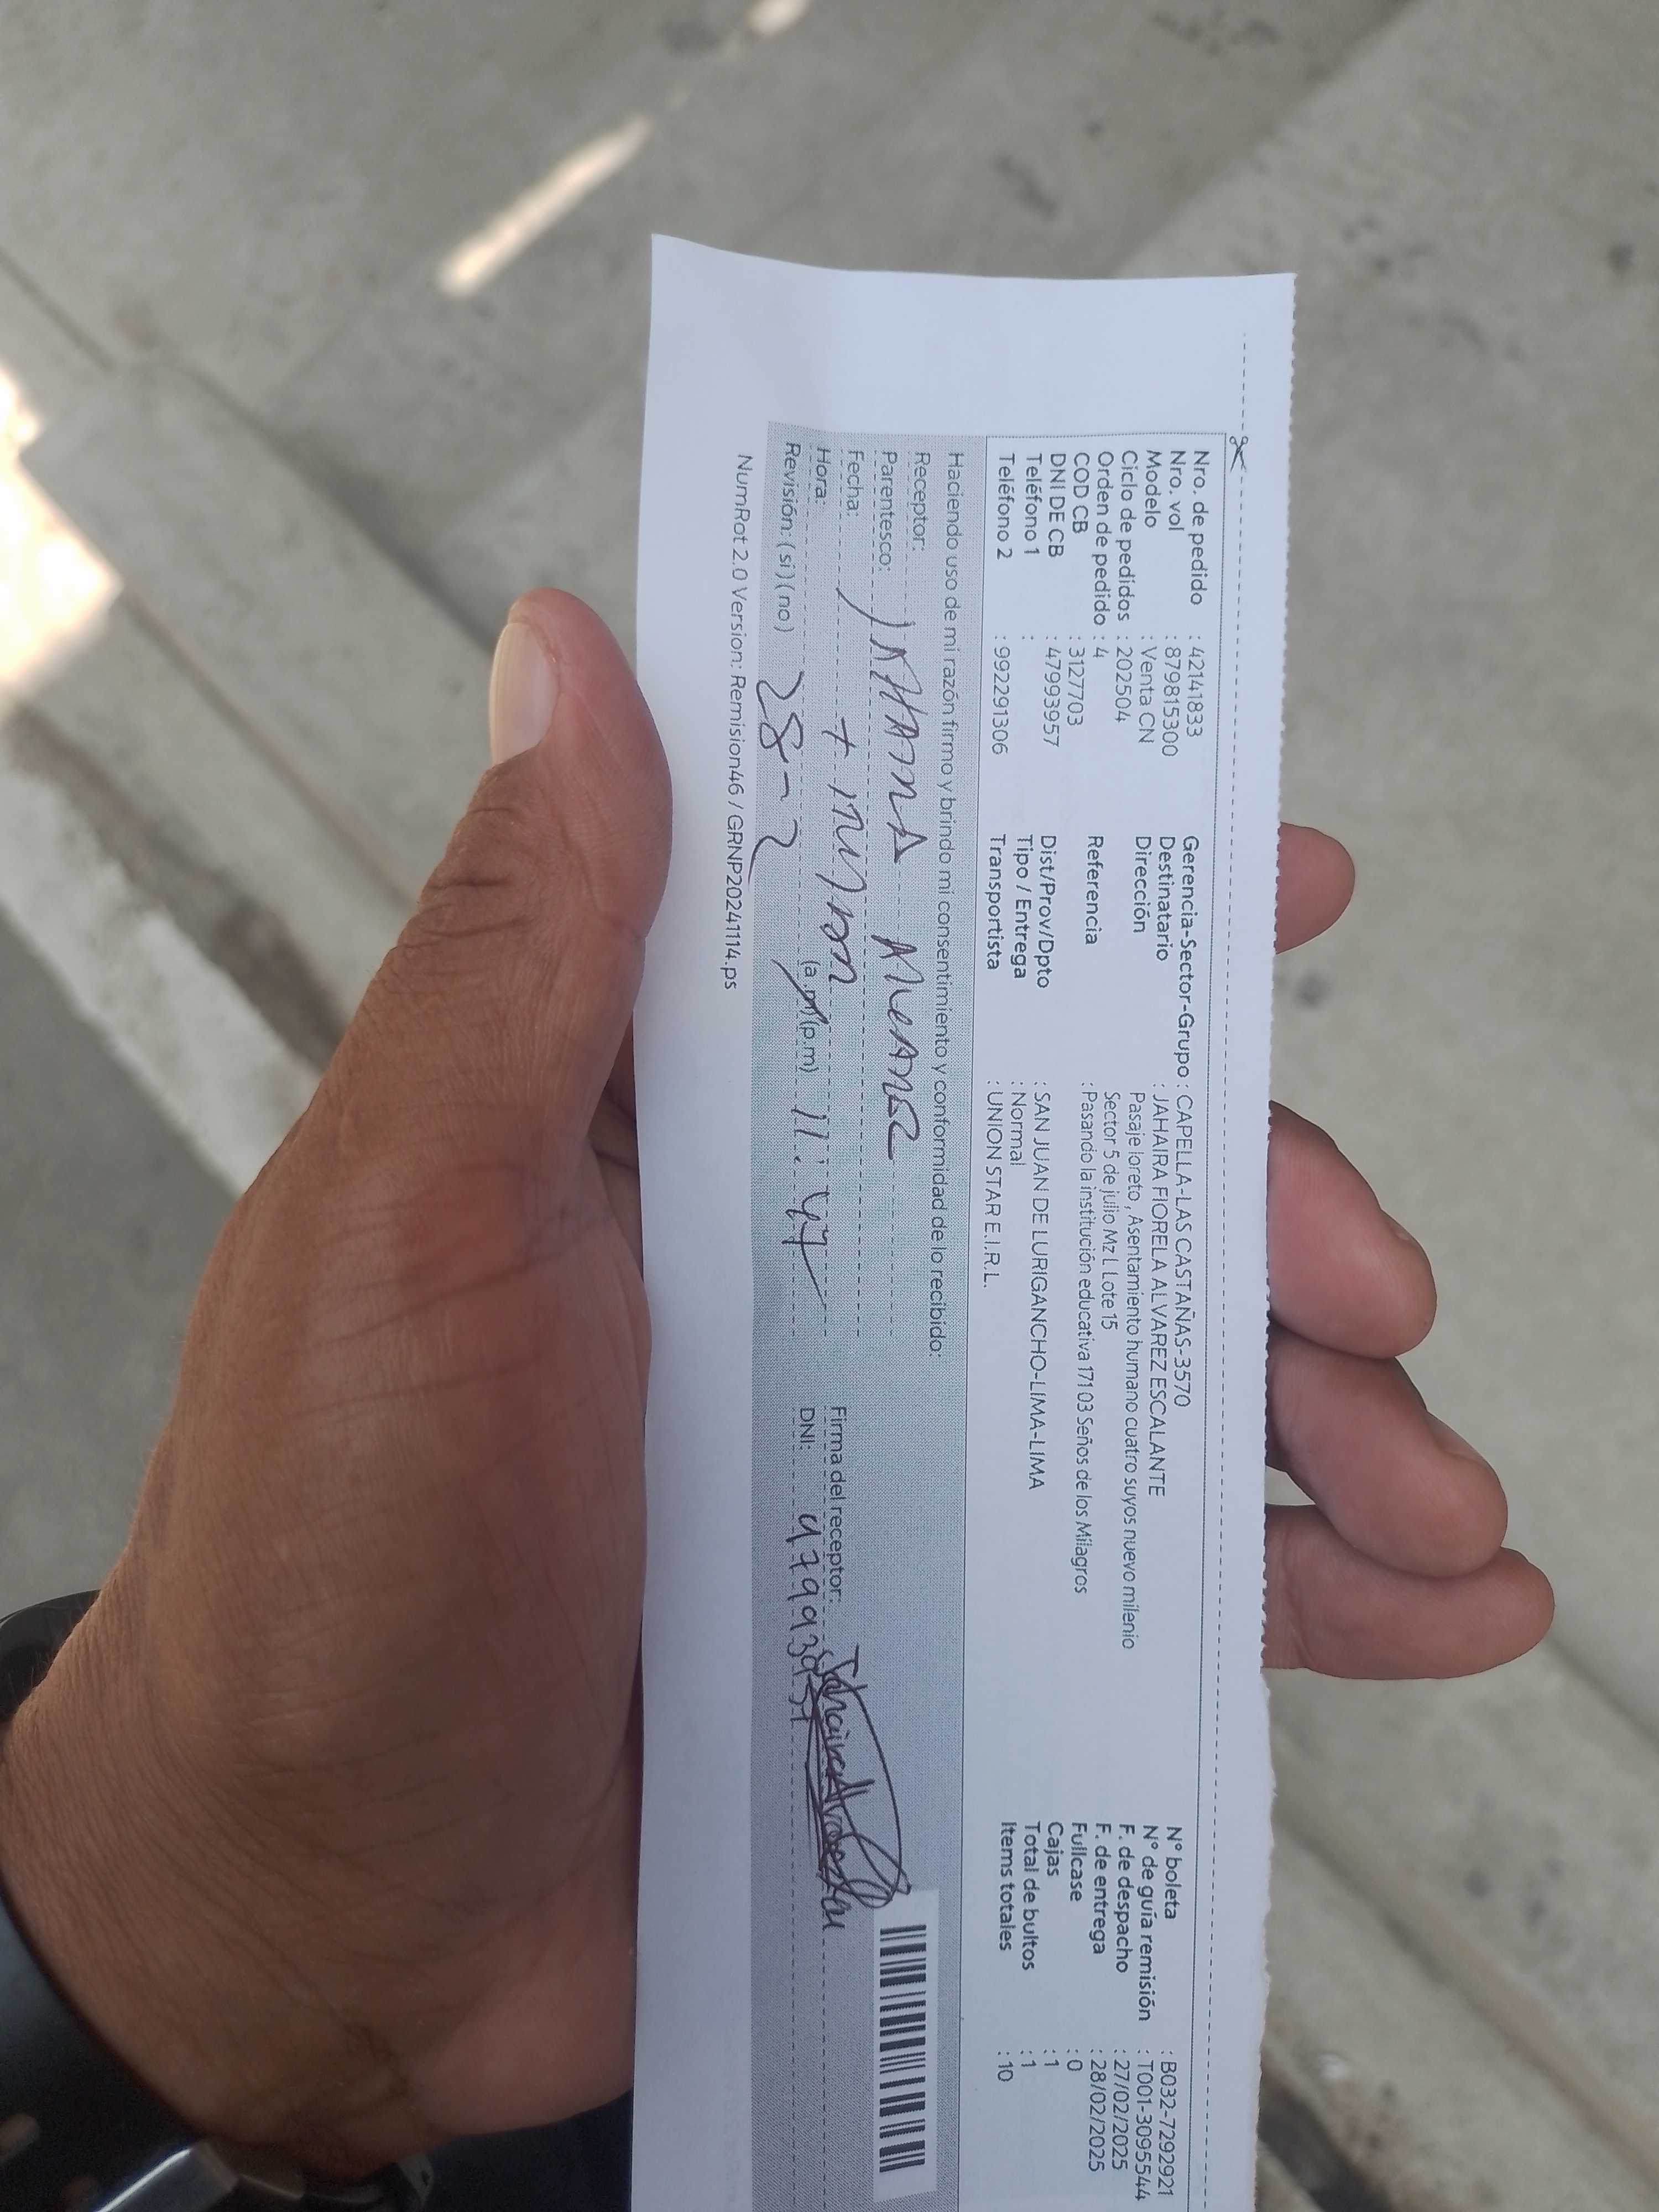 Nro. de pedido : 42141833
Nro. vol : 879815300
Modelo : Venta CN
Ciclo de pedidos : 202504
Orden de pedido : 4
COD CB : 3127703
DNI DE CB : 47993957
Teléfono 1 :
Teléfono 2 : 992291306
Gerencia-Sector-Grupo : CAPELLA-LAS CASTAÑAS-3570
Destinatario : JAHAIRA FIORELA ALVAREZ ESCALANTE
Dirección Pasaje loreto , Asentamiento humano cuatro suyos nuevo milenio
Sector 5 de julio Mz L Lote 15
Referencia : Pasando la institución educativa 171 03 Seños de los Milagros
Dist/Prov/Dpto : SAN JUAN DE LURIGANCHO-LIMA-LIMA
Tipo / Entrega : Normal
Transportista : UNION STAR E.I.R.L.
N° boleta : B032-7292921
N° de guía remisión : T001-3095544
F. de despacho : 27/02/2025
F. de entrega : 28/02/2025
Fullcase : 0
Cajas : 1
Total de bultos : 1
Items totales : 10
Haciendo uso de mi razón firmo y brindo mi consentimiento y conformidad de lo recibido:
Receptor:
Parentesco:
Fecha:
Hora: (a.m) (p.m) 11:47
Revisión: ( si ) ( no ) 28-2
Firma del receptor:
DNI: 47993957
NumRot 2.0 Version: Remision46 / GRNP20241114.ps